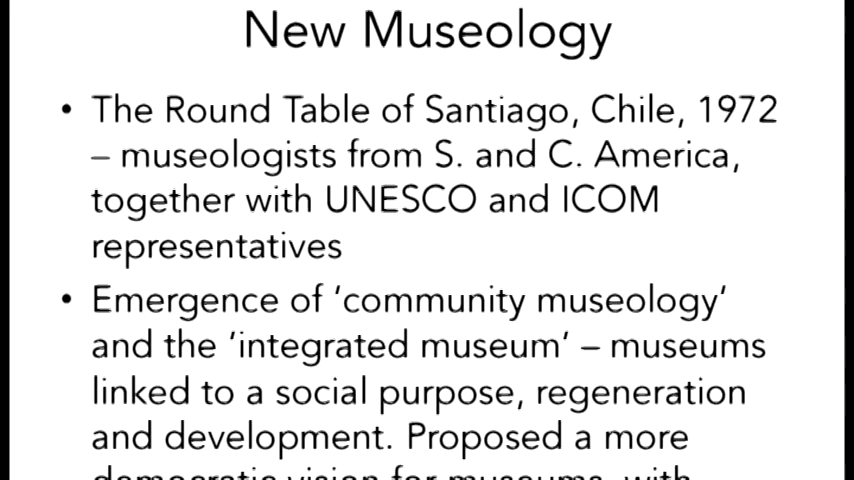 New Museology
• The Round Table of Santiago, Chile, 1972
– museologists from S. and C. America,
together with UNESCO and ICOM
representatives
• Emergence of ‘community museology’
and the ‘integrated museum’ – museums
linked to a social purpose, regeneration
and development. Proposed a more
democratic vision for museums, with